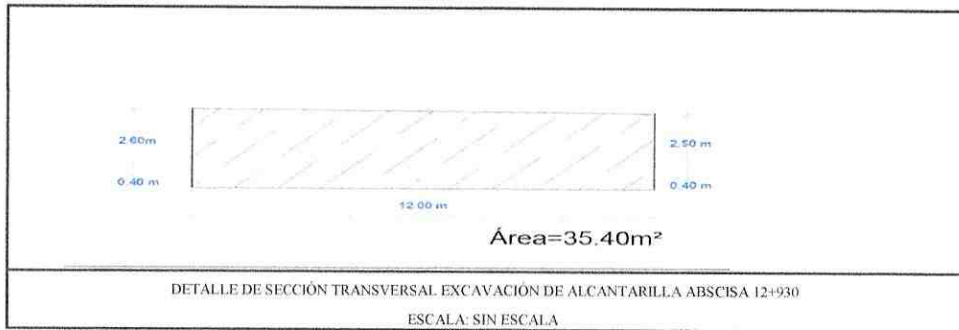 2.60m
2.50 m
0.40 m
0.40 m
12.00 m
Área=35.40m²
DETALLE DE SECCIÓN TRANSVERSAL EXCAVACIÓN DE ALCANTARILLA ABSCISA 12+930
ESCALA: SIN ESCALA